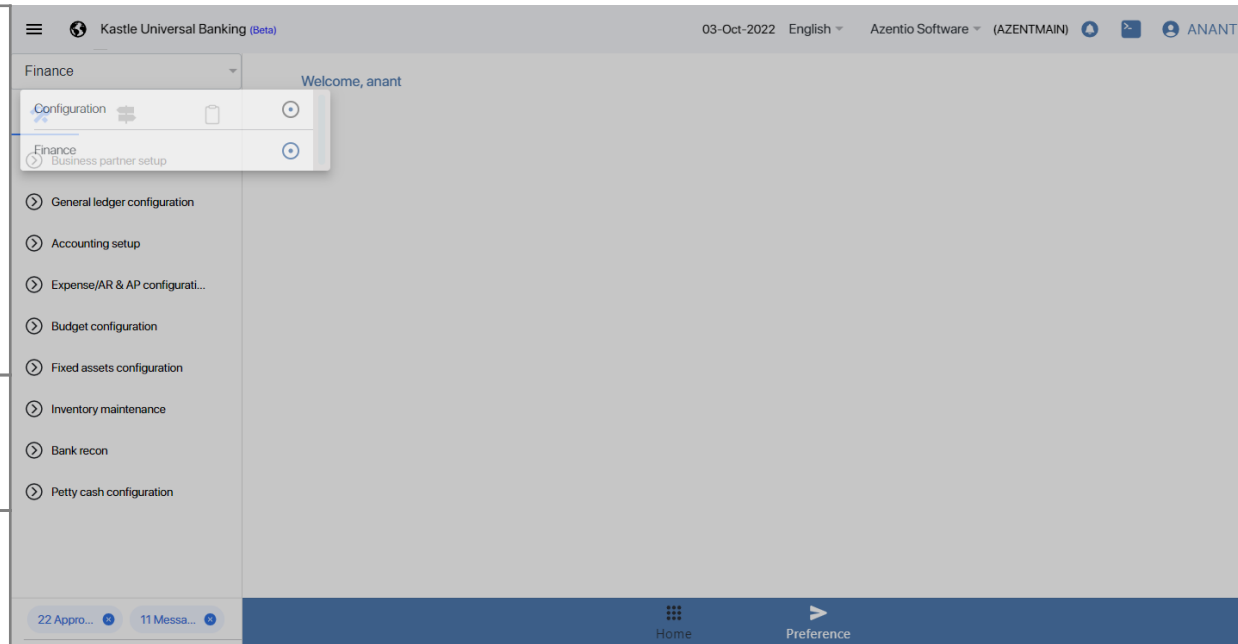 Kastle Universal Banking (Beta)
03-Oct-2022 English Azentio Software (AZENTMAIN) ANANT
Finance
Welcome, anant
Configuration
Finance
Business partner setup
General ledger configuration
Accounting setup
Expense/AR & AP configurati...
Budget configuration
Fixed assets configuration
Inventory maintenance
Bank recon
Petty cash configuration
22 Appro... 11 Messa...
Home Preference